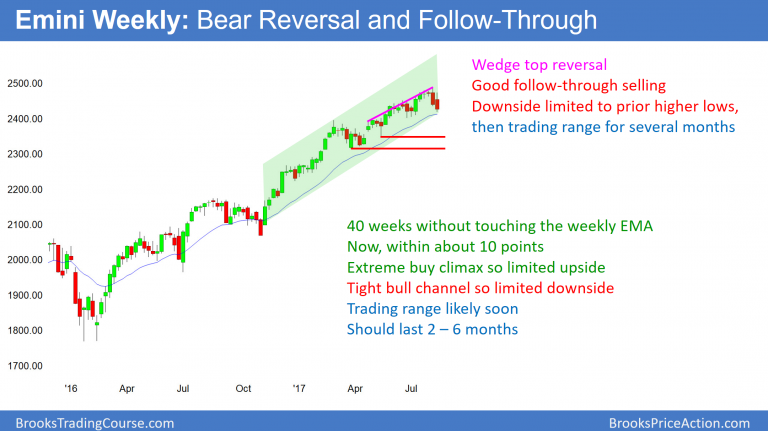 Emini Weekly: Bear Reversal and Follow-Through
Wedge top reversal
Good follow-through selling
Downside limited to prior higher lows,
then trading range for several months
2500.00
2400.00
2300.00
2200.00
2100.00
2000.00
1900.00
1800.00
1700.00
40 weeks without touching the weekly EMA
Now, within about 10 points
Extreme buy climax so limited upside
Tight bull channel so limited downside
Trading range likely soon
Should last 2 – 6 months
'16 Apr Jul Oct '17 Apr Jul
BrooksTradingCourse.com BrooksPriceAction.com